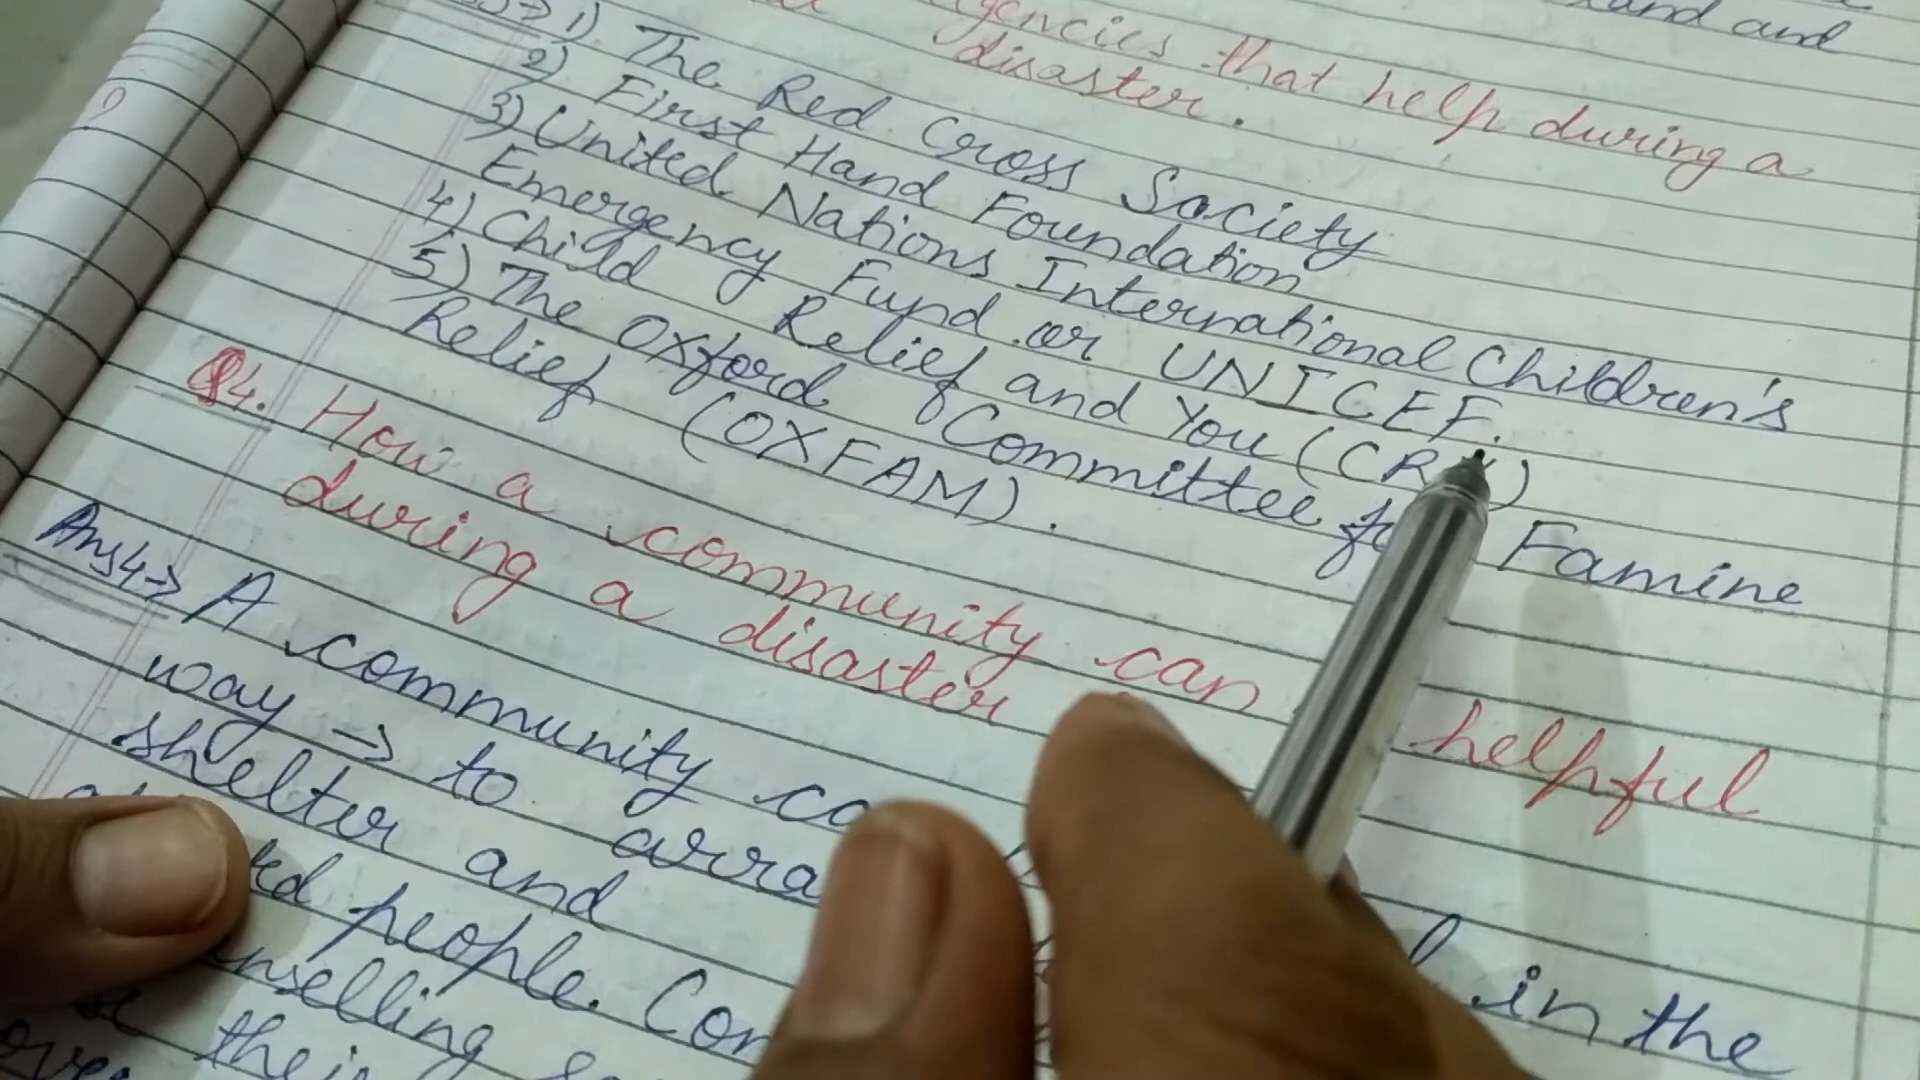 and and
agencies that help during a
disaster.
1) The Red Cross Society
2) First Hand Foundation
3) United Nations International Children's
Emergency Fund or UNICEF.
4) Child Relief and You (CR )
5) The Oxford Committee Famine
Relief (OXFAM).
Q4. How a community can helpful
during a disaster
Ans4→ A community in the
way → to
shelter and
people.